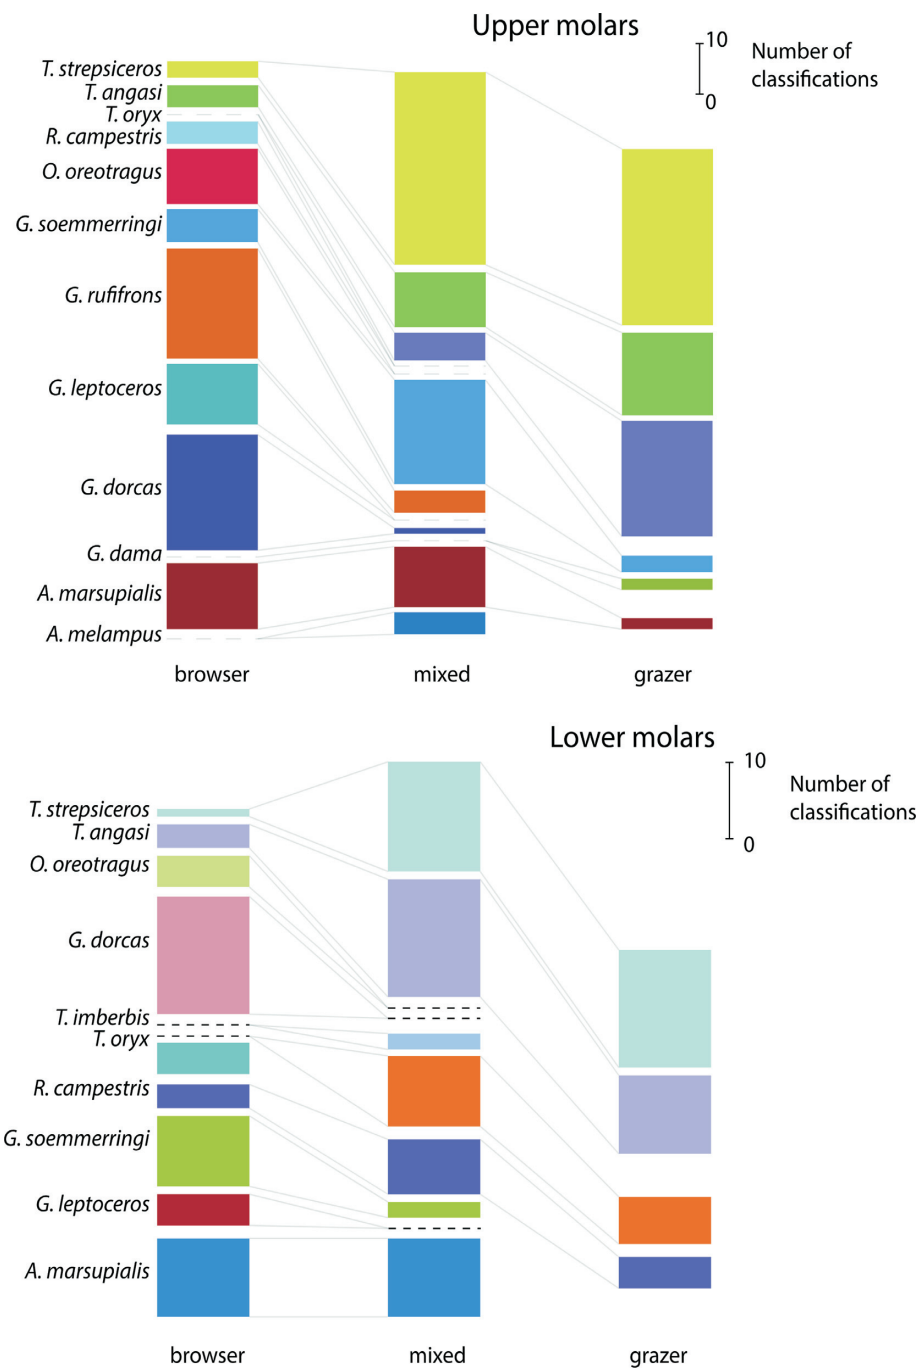 Upper molars
10
Number of
classifications
0
T. strepsiceros
T. angasi
T. oryx
R. campestris
O. oreotragus
G. soemmerringi
G. rufifrons
G. leptoceros
G. dorcas
G. dama
A. marsupialis
A. melampus
browser
mixed
grazer
Lower molars
10
Number of
classifications
0
T. strepsiceros
T. angasi
O. oreotragus
G. dorcas
T. imberbis
T. oryx
R. campestris
G. soemmerringi
G. leptoceros
A. marsupialis
browser
mixed
grazer